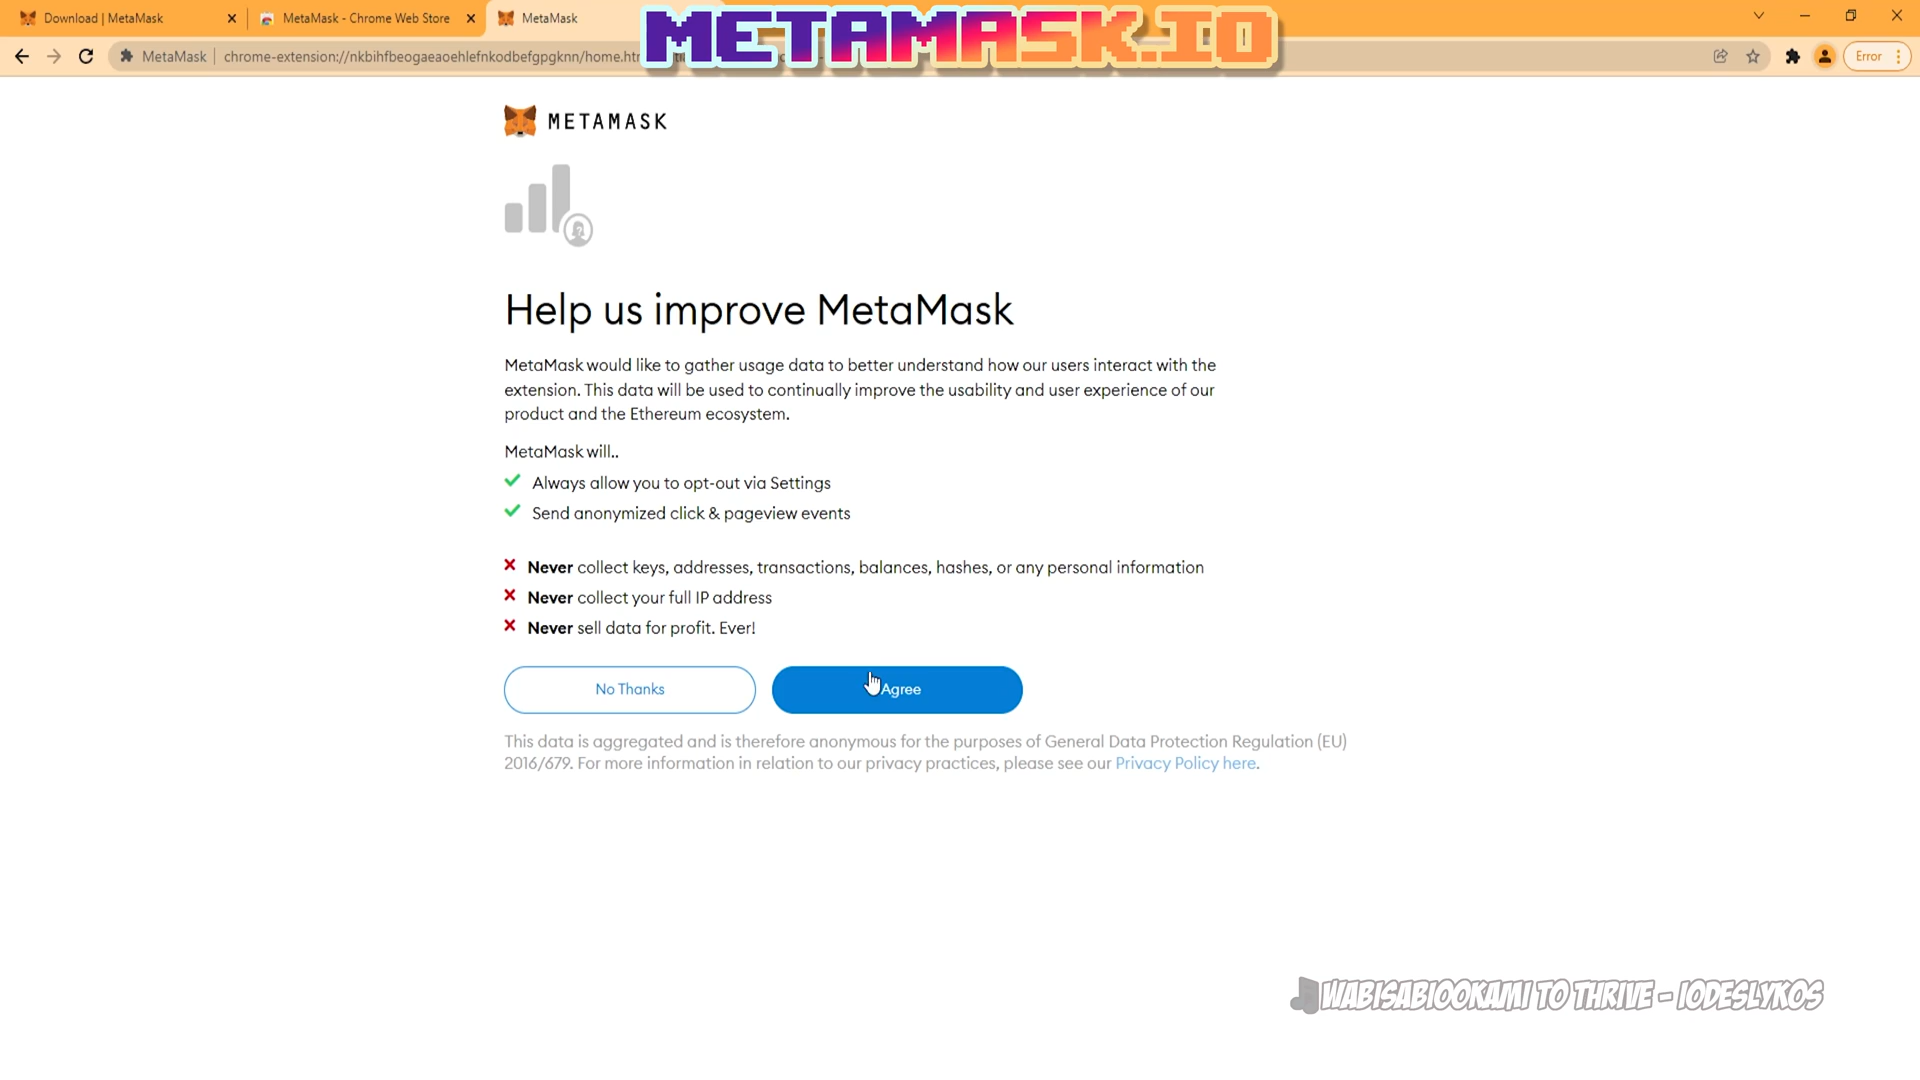 Download | MetaMask
MetaMask - Chrome Web Store
MetaMask
METAMASK.IO
MetaMask
chrome-extension://nkbihfbeogaeaoehlefnkodbefgpgknn/home.htm
Error
METAMASK
Help us improve MetaMask
MetaMask would like to gather usage data to better understand how our users interact with the
extension. This data will be used to continually improve the usability and user experience of our
product and the Ethereum ecosystem.
MetaMask will..
Always allow you to opt-out via Settings
Send anonymized click & pageview events
Never collect keys, addresses, transactions, balances, hashes, or any personal information
Never collect your full IP address
Never sell data for profit. Ever!
No Thanks
Agree
This data is aggregated and is therefore anonymous for the purposes of General Data Protection Regulation (EU)
2016/679. For more information in relation to our privacy practices, please see our Privacy Policy here.
WABISABIOOKAMI TO THRIVE - IODESLYKOS